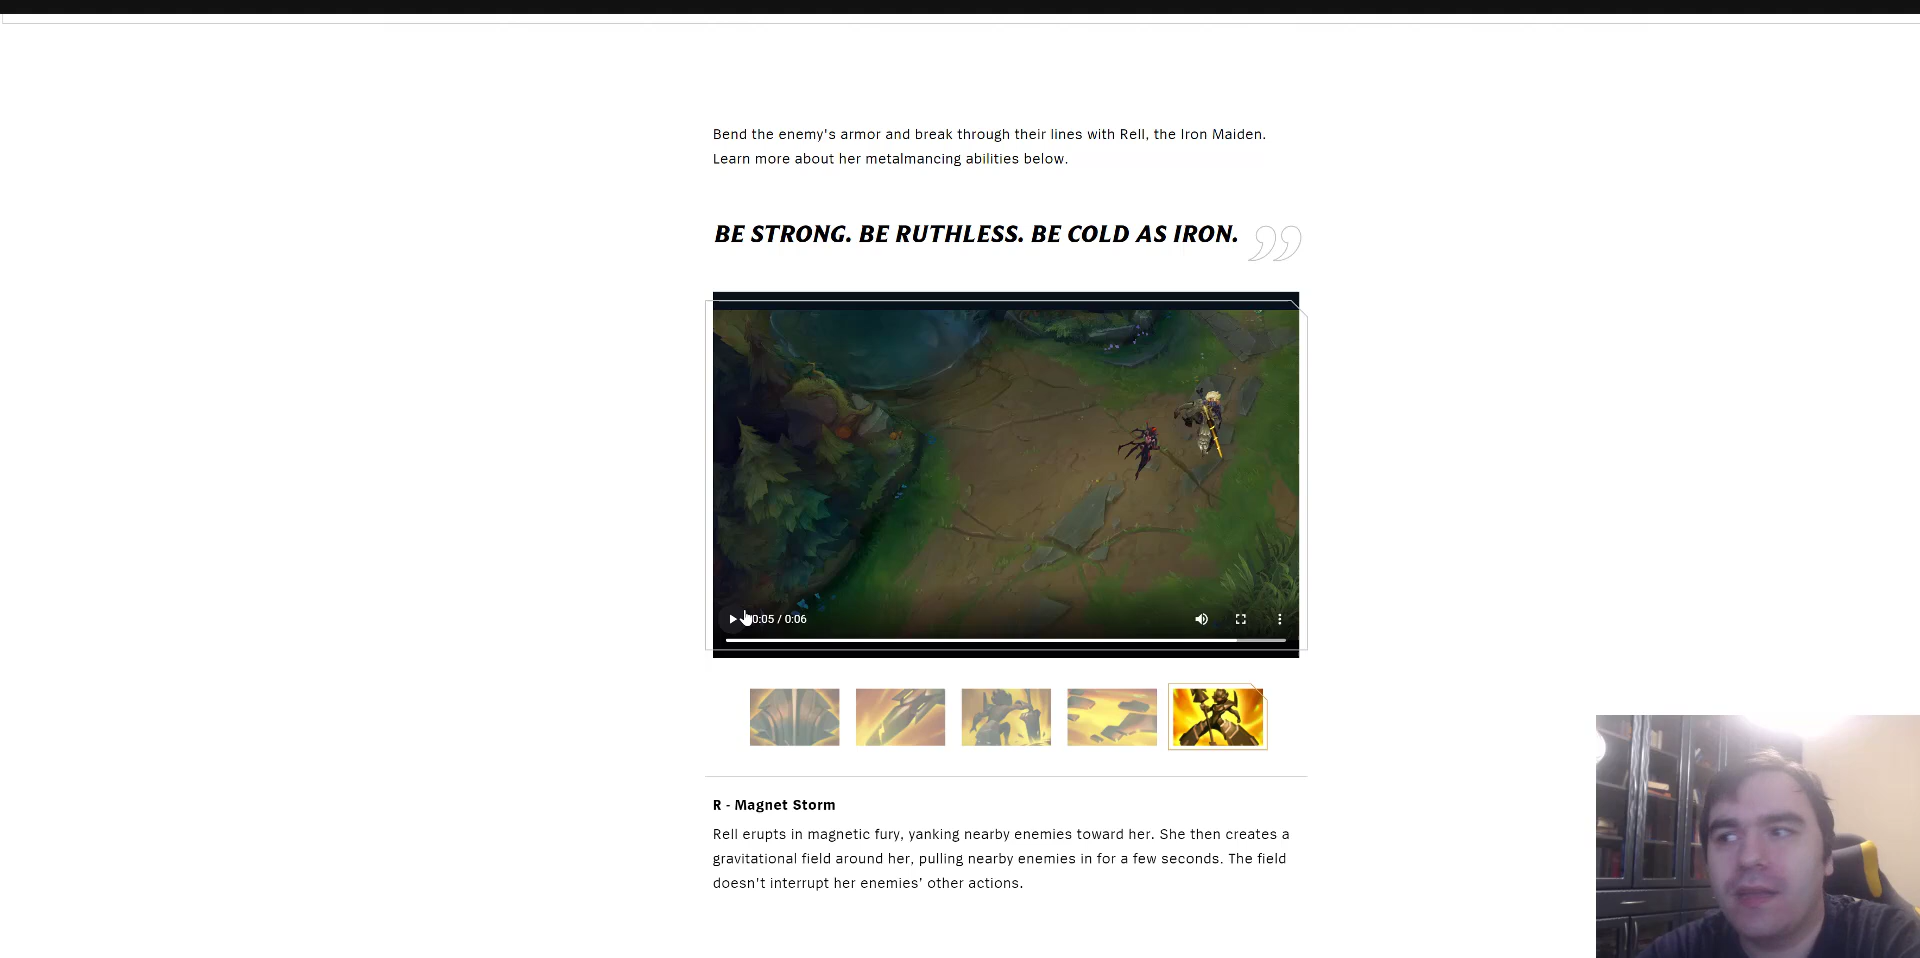 Bend the enemy's armor and break through their lines with Rell, the Iron Maiden.
Learn more about her metalmancing abilities below.
BE STRONG. BE RUTHLESS. BE COLD AS IRON.
0:05 / 0:06
R - Magnet Storm
Rell erupts in magnetic fury, yanking nearby enemies toward her. She then creates a
gravitational field around her, pulling nearby enemies in for a few seconds. The field
doesn't interrupt her enemies' other actions.